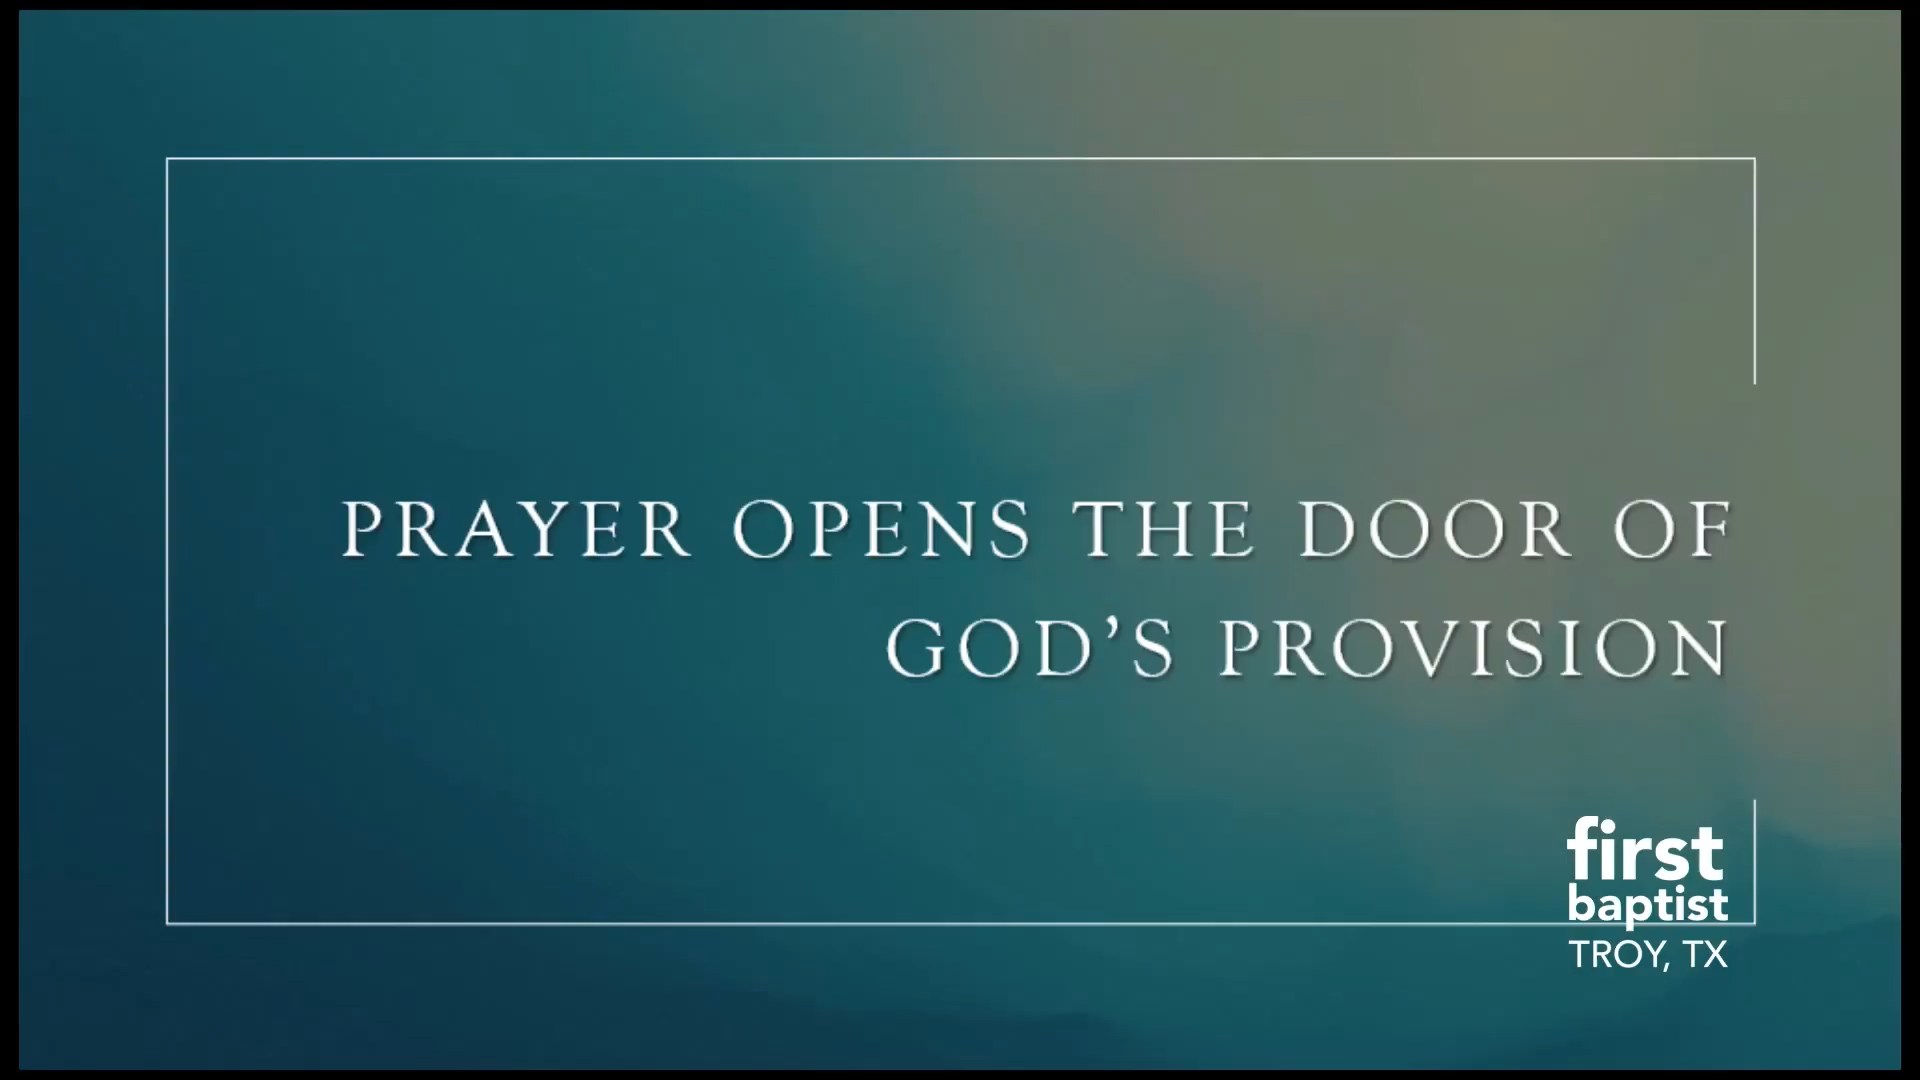 PRAYER OPENS THE DOOR OF
GOD’S PROVISION
first
baptist
TROY, TX